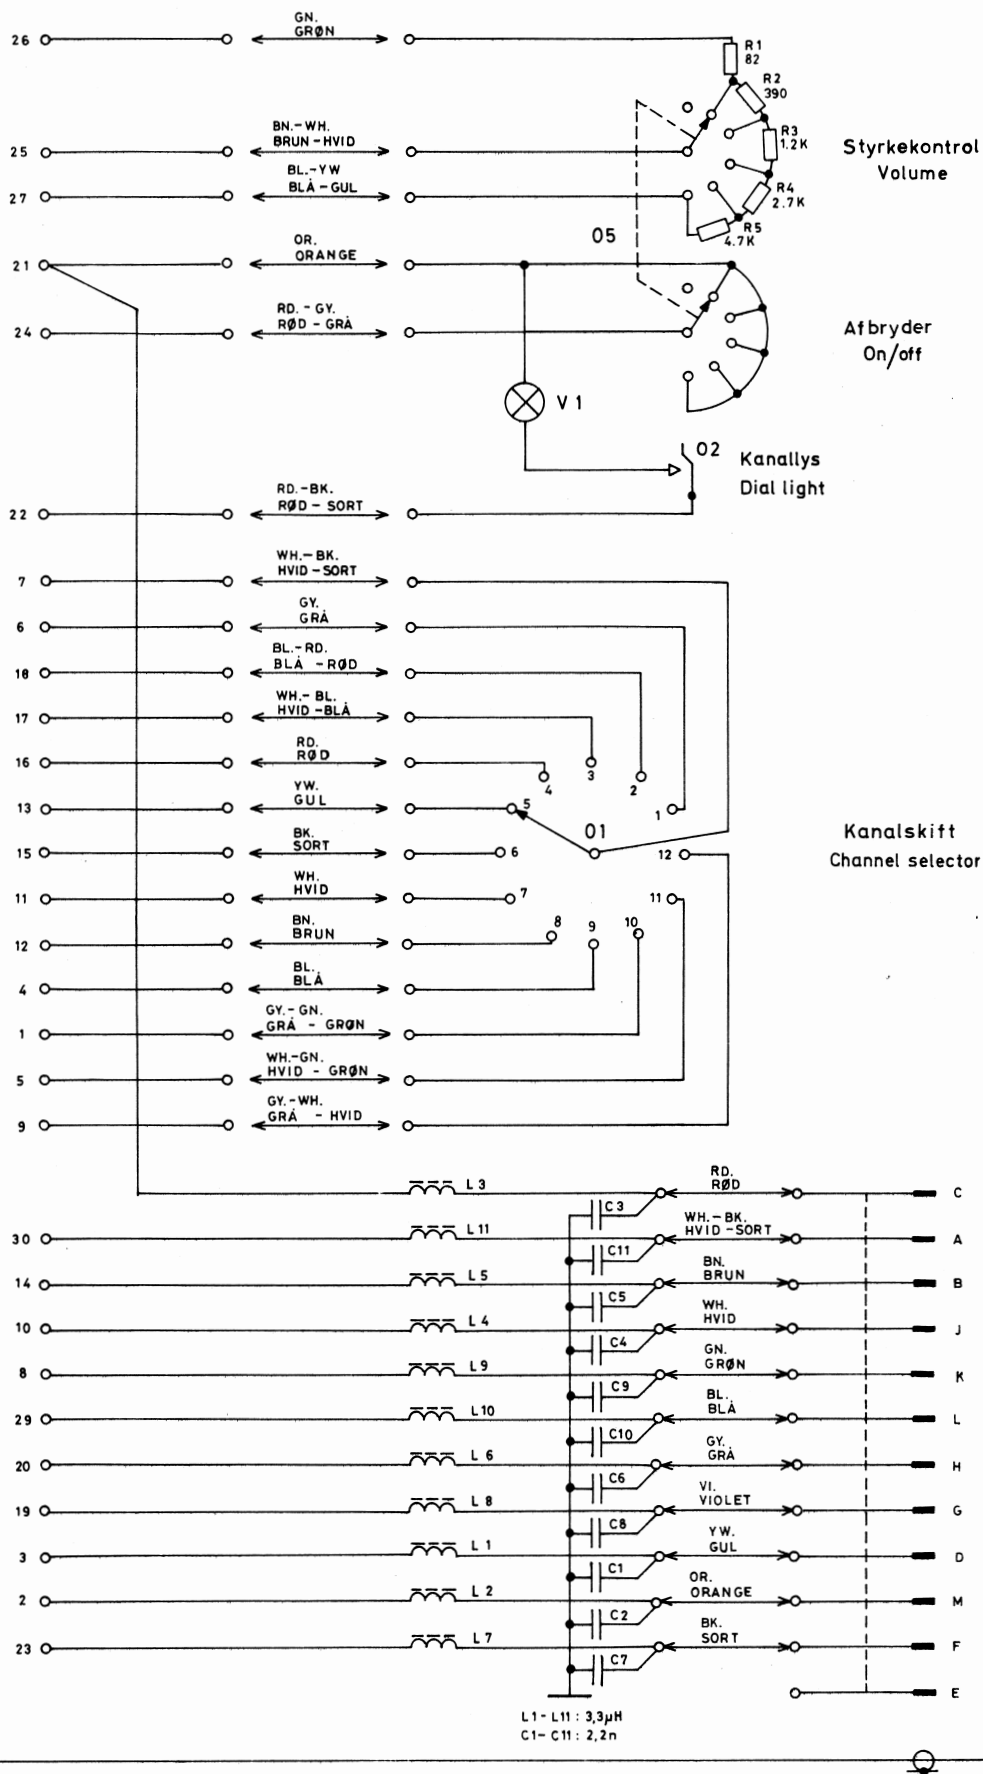 26
GN.
GRØN
R1
82
R2
390
R3
1.2K
R4
2.7K
R5
4.7K
25
BN.-WH.
BRUN-HVID
Styrkekontrol
Volume
27
BL.-YW
BLÅ-GUL
O5
21
OR.
ORANGE
24
RD.-GY.
RØD-GRÅ
Afbryder
On/off
V1
O2
Kanallys
Dial light
22
RD.-BK.
RØD-SORT
7
WH.-BK.
HVID-SORT
6
GY.
GRÅ
18
BL.-RD.
BLÅ-RØD
17
WH.-BL.
HVID-BLÅ
16
RD.
RØD
4
3
2
13
YW.
GUL
5
1
O1
Kanalskift
Channel selector
15
BK.
SORT
6
12
11
WH.
HVID
7
11
12
BN.
BRUN
8
9
10
4
BL.
BLÅ
1
GY.-GN.
GRÅ - GRØN
5
WH.-GN.
HVID - GRØN
9
GY.-WH.
GRÅ - HVID
L3
C3
RD.
RØD
C
30
L11
C11
WH.-BK.
HVID-SORT
A
14
L5
C5
BN.
BRUN
B
10
L4
C4
WH.
HVID
J
8
L9
C9
GN.
GRØN
K
29
L10
C10
BL.
BLÅ
L
20
L6
C6
GY.
GRÅ
H
19
L8
C8
VI.
VIOLET
G
3
L1
C1
YW.
GUL
D
2
L2
C2
OR.
ORANGE
M
23
L7
C7
BK.
SORT
F
E
L1-L11: 3,3µH
C1-C11: 2,2n